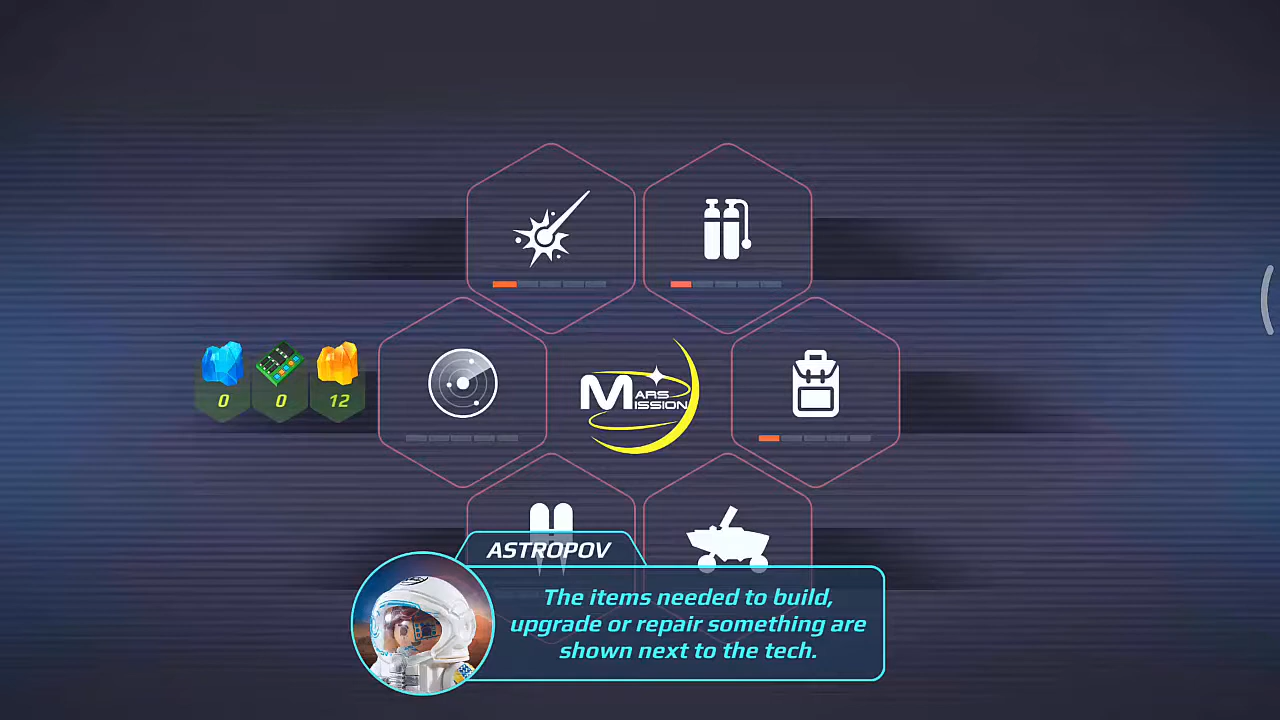 0
0
12
MARS
MISSION
ASTROPOV
The items needed to build,
upgrade or repair something are
shown next to the tech.